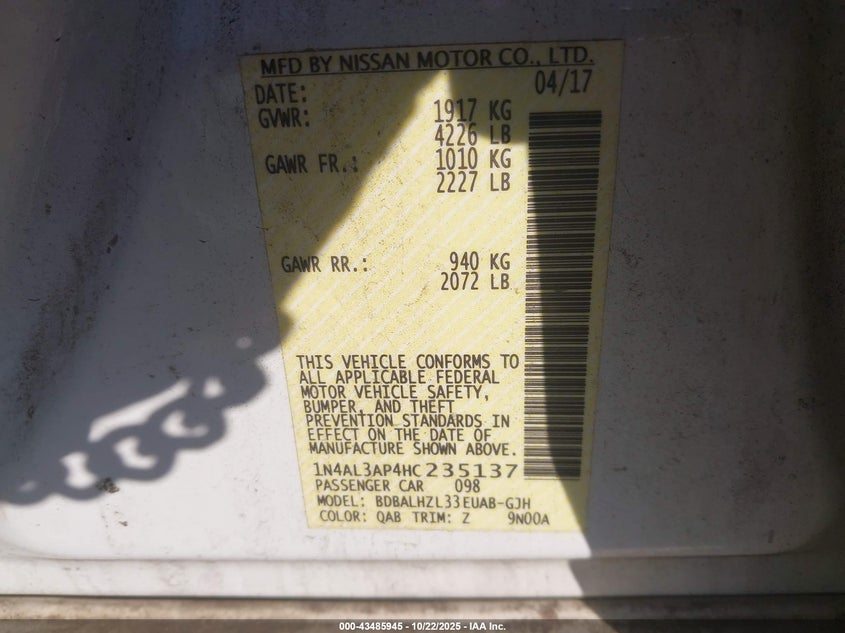 MFD BY NISSAN MOTOR CO., LTD.
DATE: 04/17
GVWR: 1917 KG
4226 LB
GAWR FR.: 1010 KG
2227 LB
GAWR RR.: 940 KG
2072 LB
THIS VEHICLE CONFORMS TO
ALL APPLICABLE FEDERAL
MOTOR VEHICLE SAFETY,
BUMPER, AND THEFT
PREVENTION STANDARDS IN
EFFECT ON THE DATE OF
MANUFACTURE SHOWN ABOVE.
1N4AL3AP4HC235137
PASSENGER CAR 098
MODEL: BDBALHZL33EUAB-GJH
COLOR: QAB TRIM: Z 9N00A
000-43485945 - 10/22/2025 - IAA Inc.